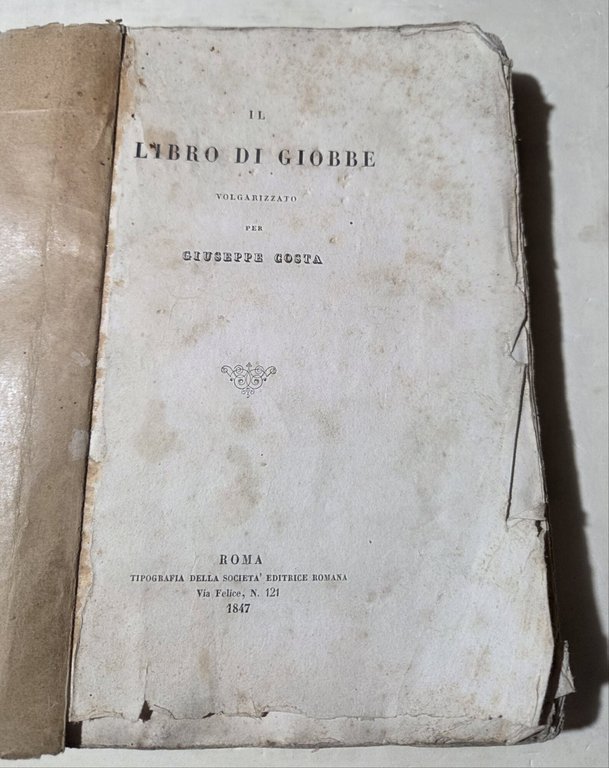 IL
LIBRO DI GIOBBE
VOLGARIZZATO
PER
GIUSEPPE COSTA
ROMA
TIPOGRAFIA DELLA SOCIETA' EDITRICE ROMANA
Via Felice, N. 121
1847